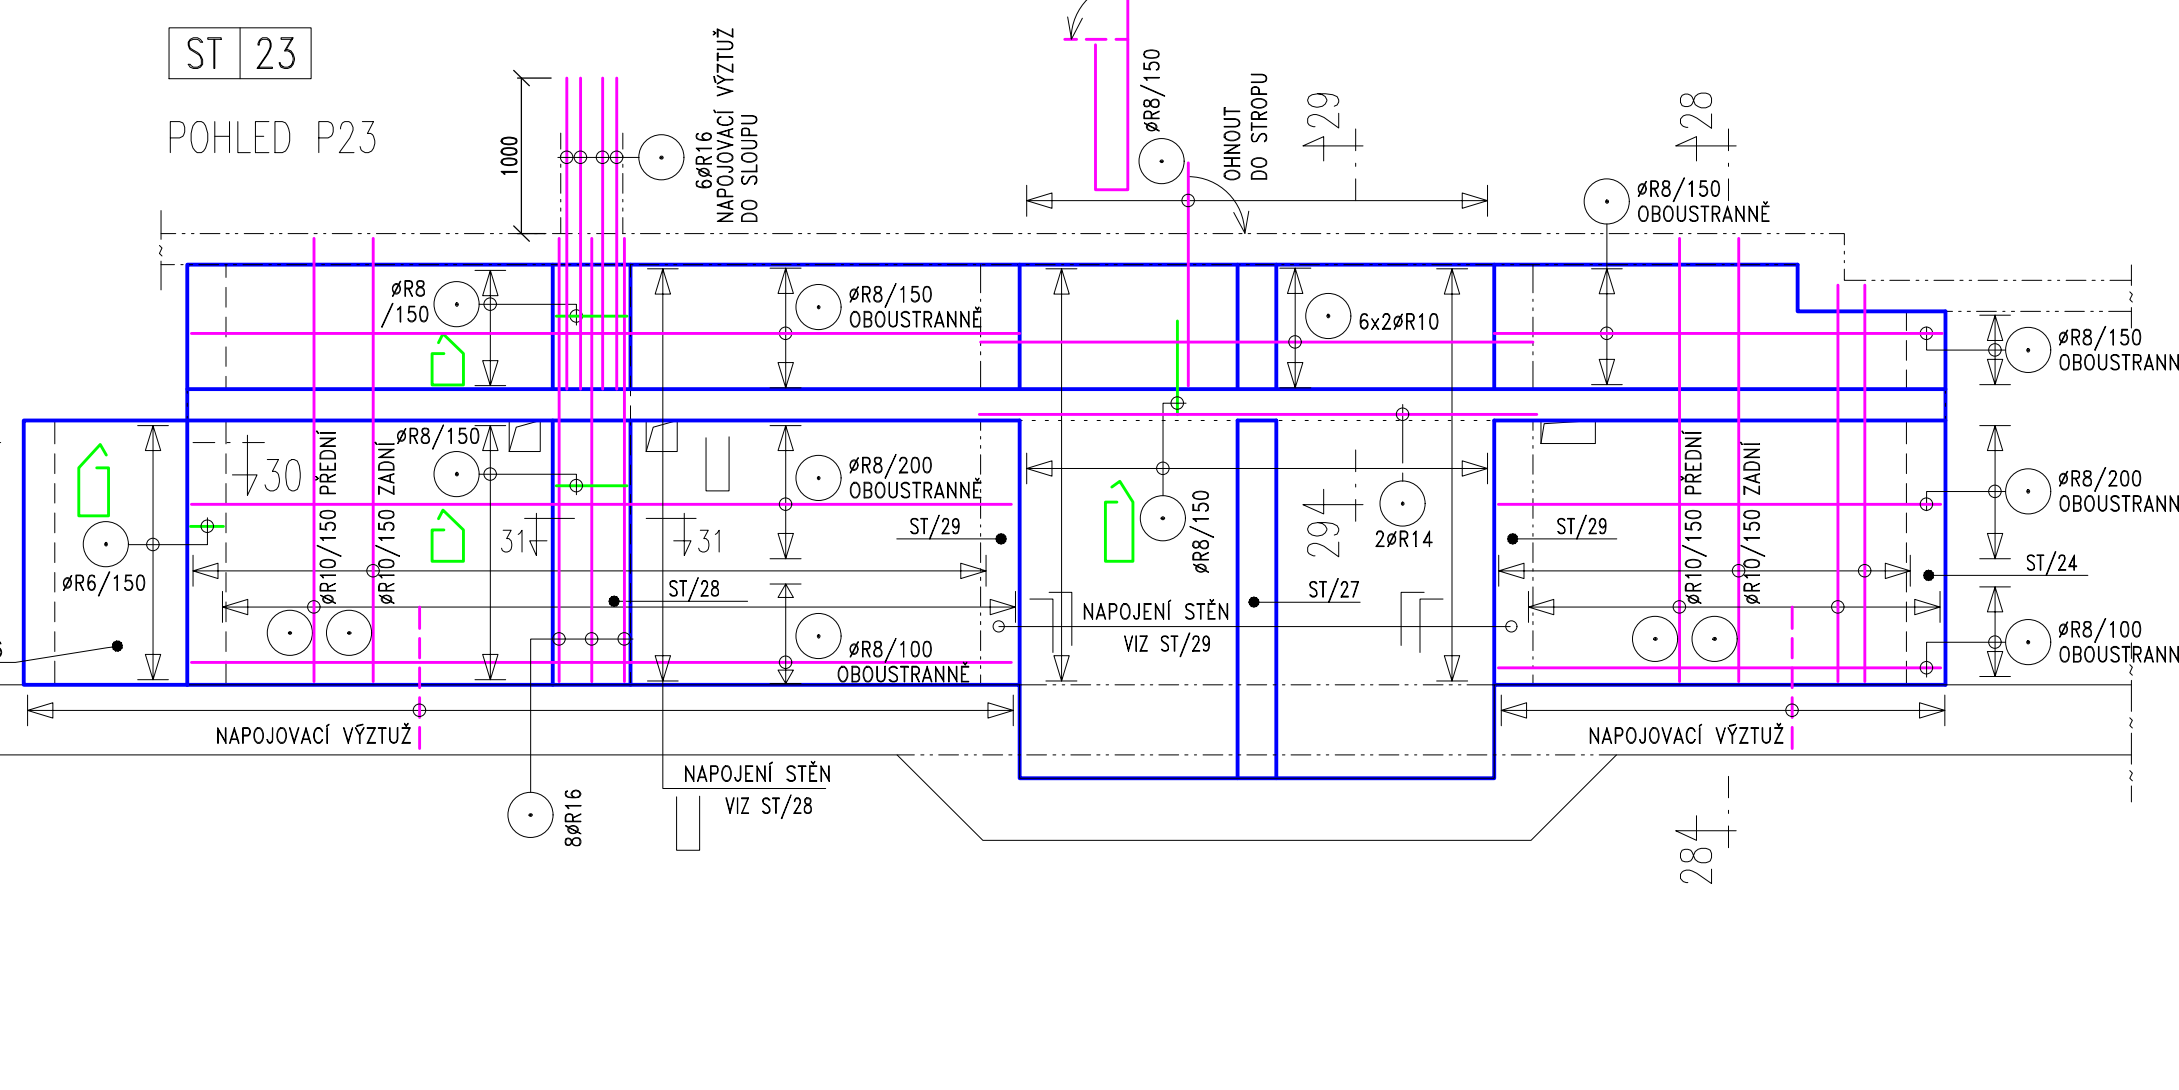 ST 23
POHLED P23
1000
6øR16
NAPOJOVACÍ VÝZTUŽ
DO SLOUPU
øR8/150
OHNOUT
DO STROPU
29
28
øR8/150
OBOUSTRANNĚ
øR8
/150
øR8/150
OBOUSTRANNĚ
6x2øR10
øR8/150
OBOUSTRANN
øR8/150
30
øR10/150 PŘEDNÍ
øR10/150 ZADNÍ
øR8/200
OBOUSTRANNĚ
31
31
ST/29
øR8/150
29
2øR14
ST/29
øR10/150 PŘEDNÍ
øR10/150 ZADNÍ
øR8/200
OBOUSTRANN
øR6/150
ST/28
NAPOJENÍ STĚN
VIZ ST/29
ST/27
ST/24
øR8/100
OBOUSTRANNĚ
øR8/100
OBOUSTRANN
NAPOJOVACÍ VÝZTUŽ
NAPOJOVACÍ VÝZTUŽ
8øR16
NAPOJENÍ STĚN
VIZ ST/28
28